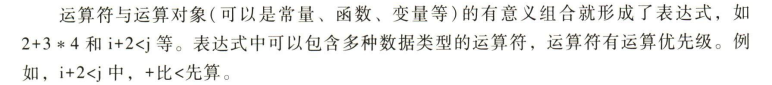 运算符与运算对象(可以是常量、函数、变量等)的有意义组合就形成了表达式，如
2+3*4 和 i+2<j 等。表达式中可以包含多种数据类型的运算符，运算符有运算优先级。例
如，i+2<j 中，+比<先算。